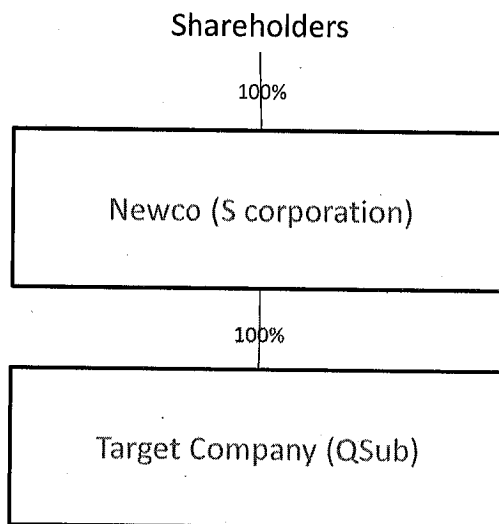 Shareholders
100%
Newco (S corporation)
100%
Target Company (QSub)